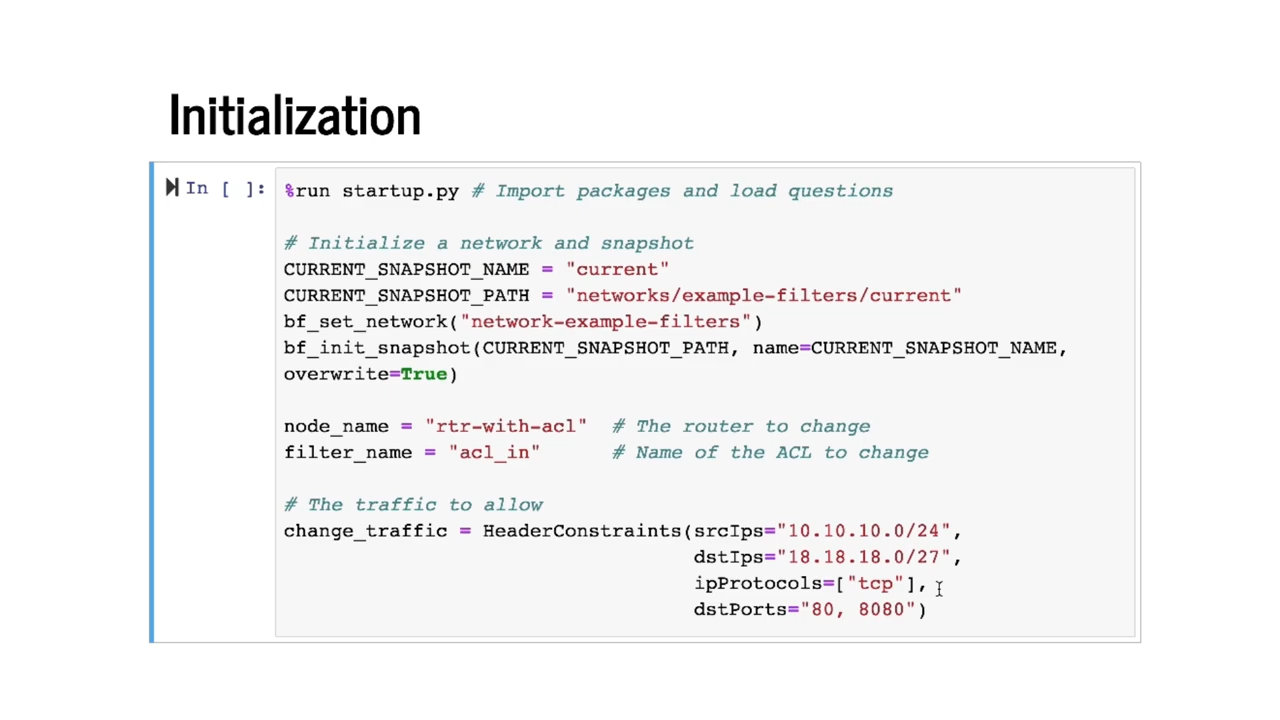 Initialization
In [ ]:
%run startup.py # Import packages and load questions
# Initialize a network and snapshot
CURRENT_SNAPSHOT_NAME = "current"
CURRENT_SNAPSHOT_PATH = "networks/example-filters/current"
bf_set_network("network-example-filters")
bf_init_snapshot(CURRENT_SNAPSHOT_PATH, name=CURRENT_SNAPSHOT_NAME,
overwrite=True)
node_name = "rtr-with-acl" # The router to change
filter_name = "acl_in" # Name of the ACL to change
# The traffic to allow
change_traffic = HeaderConstraints(srcIps="10.10.10.0/24",
dstIps="18.18.18.0/27",
ipProtocols=["tcp"],
dstPorts="80, 8080")